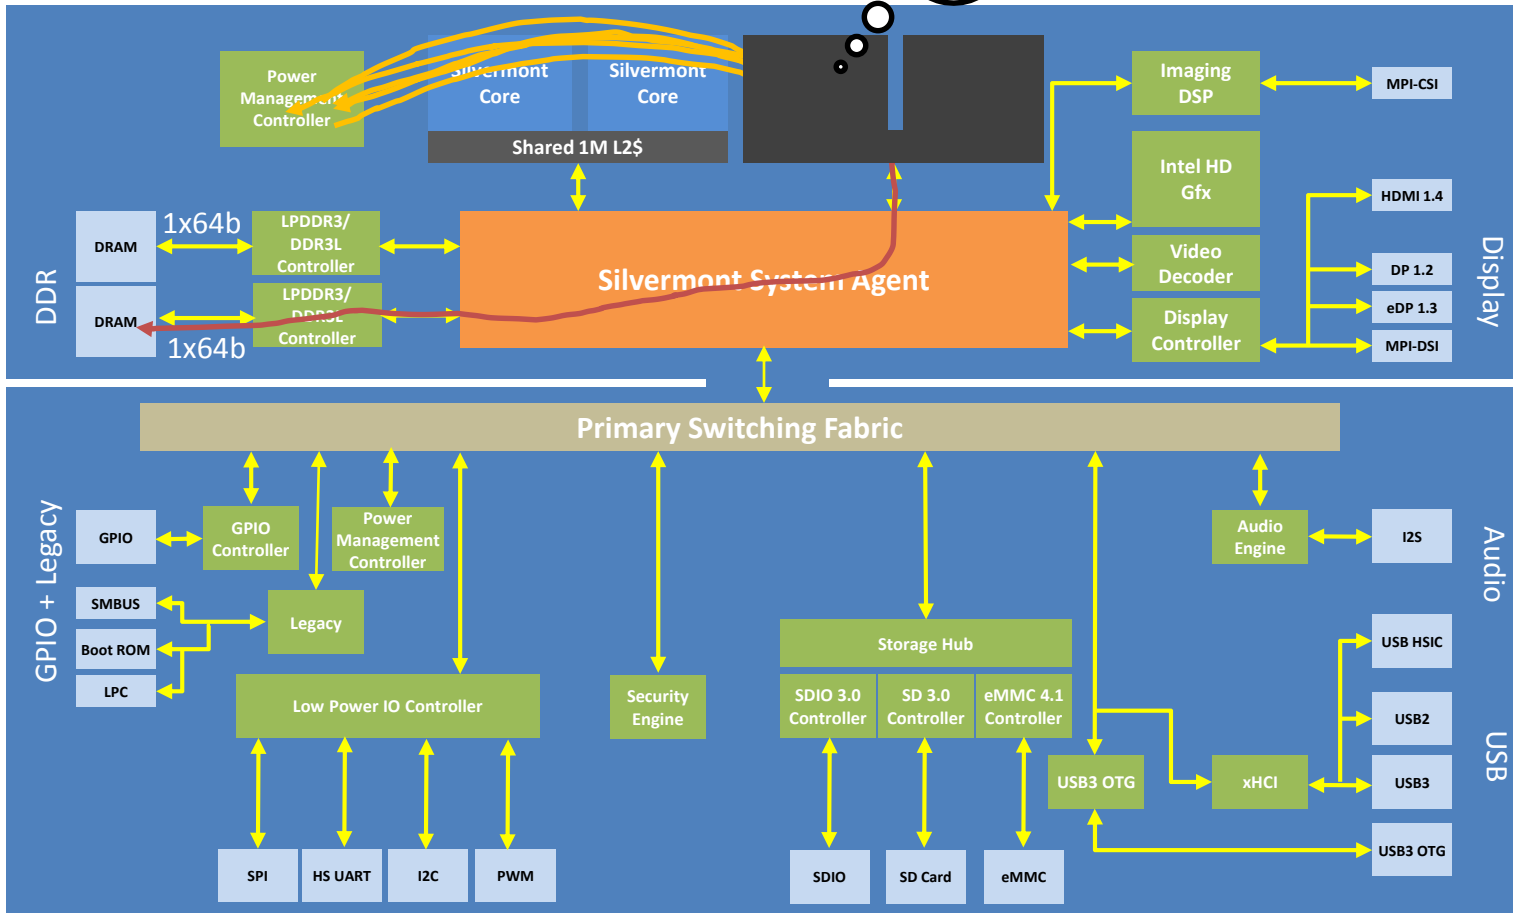 Power
Management
Controller
Silvermont
Core
Silvermont
Core
Shared 1M L2$
Imaging
DSP
MPI-CSI
Intel HD
Gfx
HDMI 1.4
1x64b
DRAM
LPDDR3/
DDR3L
Controller
Silvermont System Agent
Video
Decoder
DP 1.2
DDR
Display
DRAM
LPDDR3/
DDR3L
Controller
1x64b
Display
Controller
eDP 1.3
MPI-DSI
Primary Switching Fabric
GPIO + Legacy
GPIO
GPIO
Controller
Power
Management
Controller
Audio
Engine
I2S
Audio
SMBUS
Boot ROM
LPC
Legacy
Low Power IO Controller
Security
Engine
Storage Hub
SDIO 3.0
Controller
SD 3.0
Controller
eMMC 4.1
Controller
USB3 OTG
xHCI
USB HSIC
USB2
USB3
USB3 OTG
USB
SPI
HS UART
I2C
PWM
SDIO
SD Card
eMMC